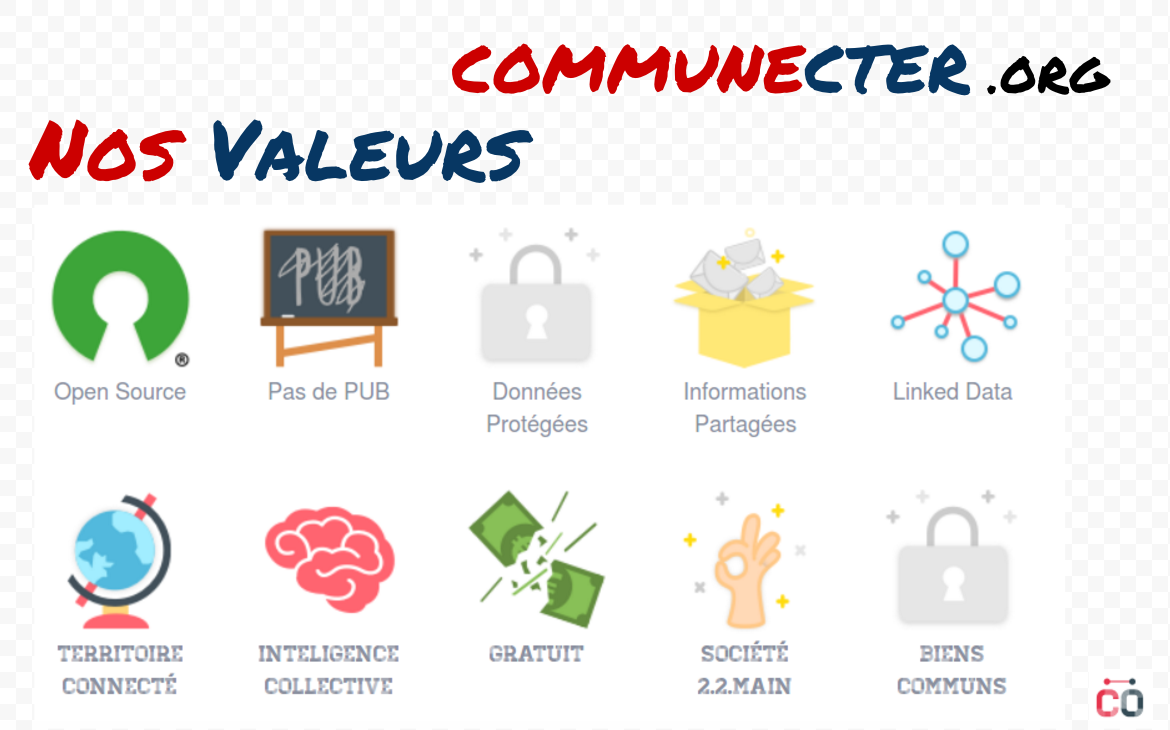 COMMUNECTER .ORG
NOS VALEURS
PUB
®
Open Source
Pas de PUB
Données
Protégées
Informations
Partagées
Linked Data
TERRITOIRE
CONNECTÉ
INTELIGENCE
COLLECTIVE
GRATUIT
SOCIÉTÉ
2.2.MAIN
BIENS
COMMUNS
CO